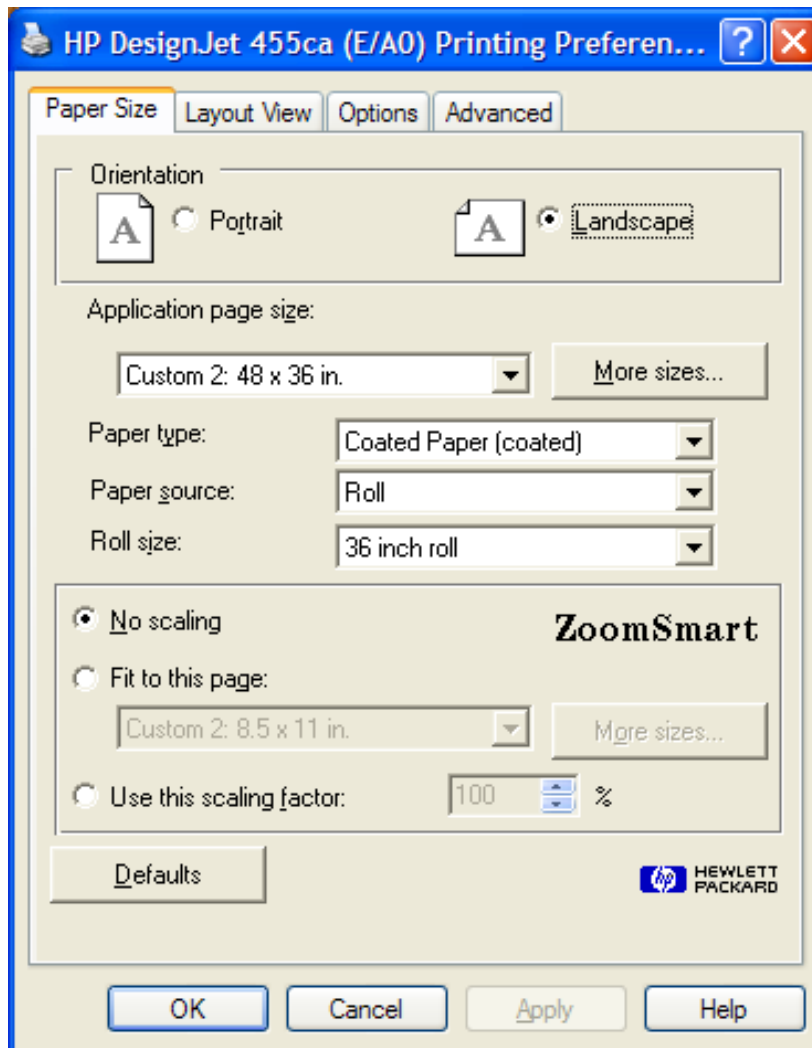 HP DesignJet 455ca (E/A0) Printing Preferen... ?
Paper Size Layout View Options Advanced
Orientation
A Portrait A Landscape
Application page size:
Custom 2: 48 x 36 in. More sizes...
Paper type: Coated Paper (coated)
Paper source: Roll
Roll size: 36 inch roll
No scaling ZoomSmart
Fit to this page:
Custom 2: 8.5 x 11 in. More sizes...
Use this scaling factor: 100 %
Defaults hp HEWLETT
PACKARD
OK Cancel Apply Help